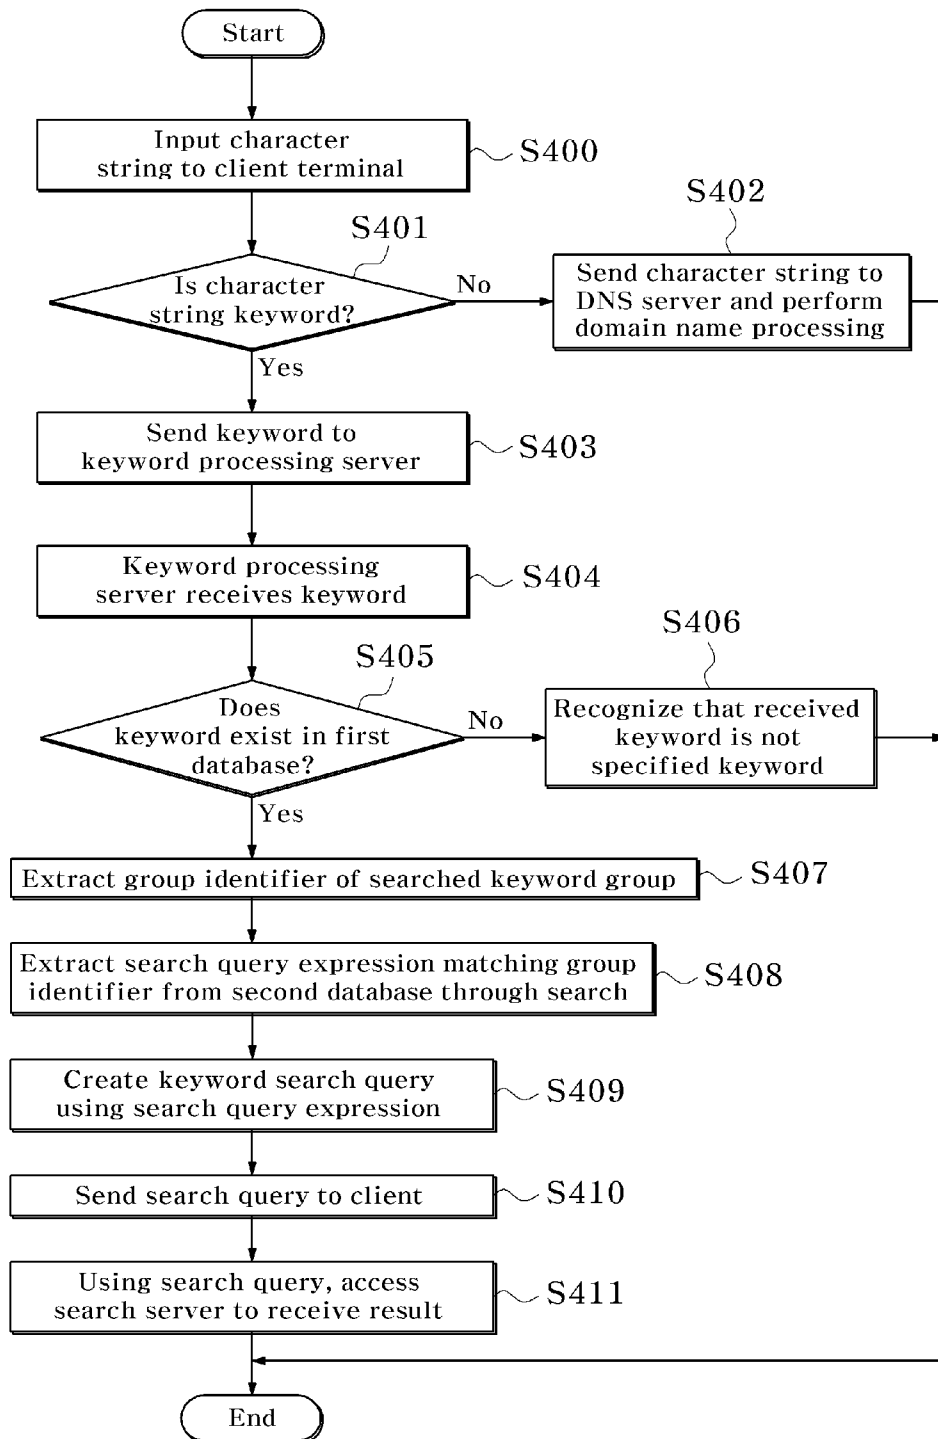 Start
Input character
string to client terminal
S400
S401
S402
Is character
string keyword?
No
Send character string to
DNS server and perform
domain name processing
Yes
Send keyword to
keyword processing server
S403
Keyword processing
server receives keyword
S404
S405
S406
Does
keyword exist in first
database?
No
Recognize that received
keyword is not
specified keyword
Yes
Extract group identifier of searched keyword group
S407
Extract search query expression matching group
identifier from second database through search
S408
Create keyword search query
using search query expression
S409
Send search query to client
S410
Using search query, access
search server to receive result
S411
End